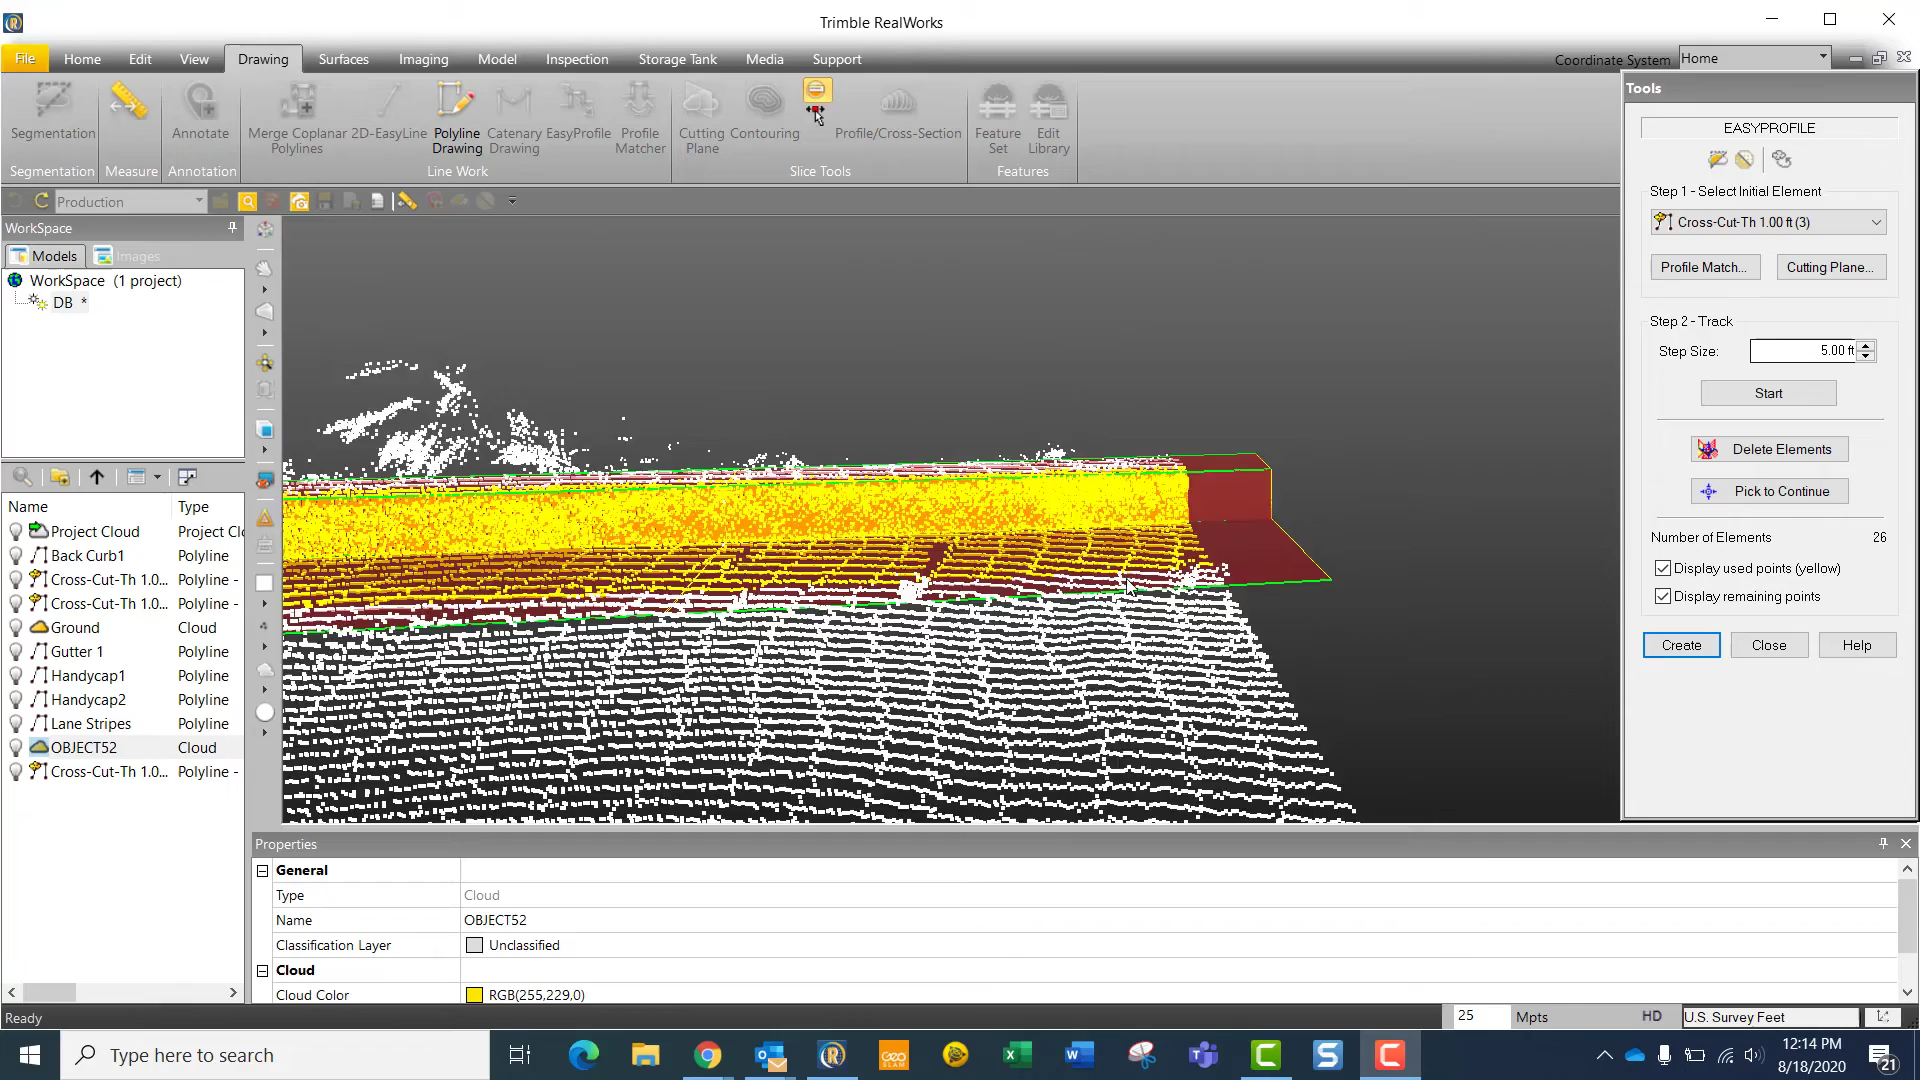 Trimble RealWorks
File Home Edit View Drawing Surfaces Imaging Model Inspection Storage Tank Media Support
Coordinate System Home
Segmentation
Annotate
Merge Coplanar Polylines
2D-EasyLine
Polyline Drawing
Catenary Drawing
EasyProfile
Profile Matcher
Cutting Plane
Contouring
Profile/Cross-Section
Feature Set
Edit Library
Segmentation Measure Annotation Line Work Slice Tools Features
Production
WorkSpace
Models Images
WorkSpace (1 project)
DB *
Name Type
Project Cloud Project Cl
Back Curb1 Polyline
Cross-Cut-Th 1.0... Polyline -
Cross-Cut-Th 1.0... Polyline -
Ground Cloud
Gutter 1 Polyline
Handycap1 Polyline
Handycap2 Polyline
Lane Stripes Polyline
OBJECT52 Cloud
Cross-Cut-Th 1.0... Polyline -
Tools
EASYPROFILE
Step 1 - Select Initial Element
Cross-Cut-Th 1.00 ft (3)
Profile Match... Cutting Plane...
Step 2 - Track
Step Size: 5.00 ft
Start
Delete Elements
Pick to Continue
Number of Elements 26
Display used points (yellow)
Display remaining points
Create Close Help
Properties
General
Type Cloud
Name OBJECT52
Classification Layer Unclassified
Cloud
Cloud Color RGB(255,229,0)
Ready 25 Mpts HD U.S. Survey Feet
Type here to search
GEO SLAM
12:14 PM
8/18/2020
21